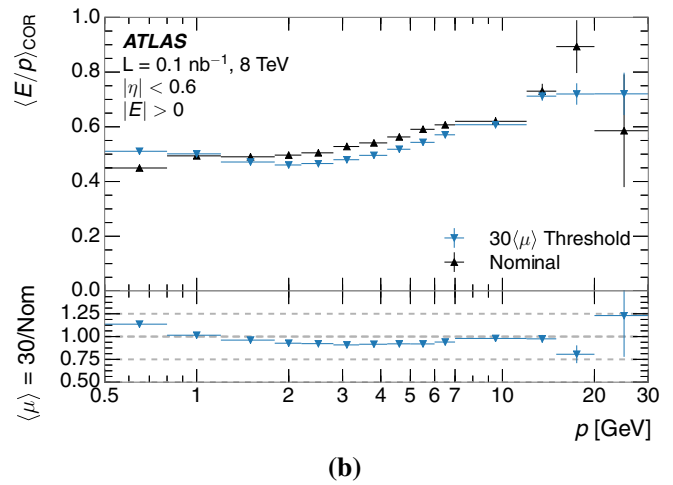 ⟨E/p⟩COR
1.0
0.8
0.6
0.4
0.2
0.0
ATLAS
L = 0.1 nb⁻¹, 8 TeV
|η| < 0.6
|E| > 0
30⟨μ⟩ Threshold
Nominal
⟨μ⟩ = 30/Nom
1.25
1.00
0.75
0.50
0.5 1 2 3 4 5 6 7 10 20 30
p [GeV]
(b)